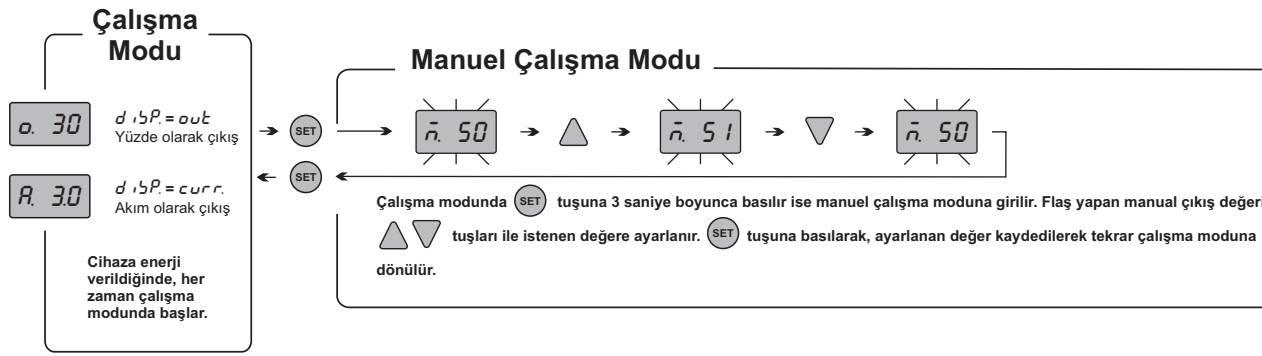 Çalışma
Modu
o. 30
dISP.=out
Yüzde olarak çıkış
A. 3.0
dISP.=curr.
Akım olarak çıkış
Cihaza enerji
verildiğinde, her
zaman çalışma
modunda başlar.
SET
SET
Manuel Çalışma Modu
n̄. 50
n̄. 51
n̄. 50
Çalışma modunda SET tuşuna 3 saniye boyunca basılır ise manuel çalışma moduna girilir. Flaş yapan manual çıkış değeri
tuşları ile istenen değere ayarlanır. SET tuşuna basılarak, ayarlanan değer kaydedilerek tekrar çalışma moduna
dönülür.